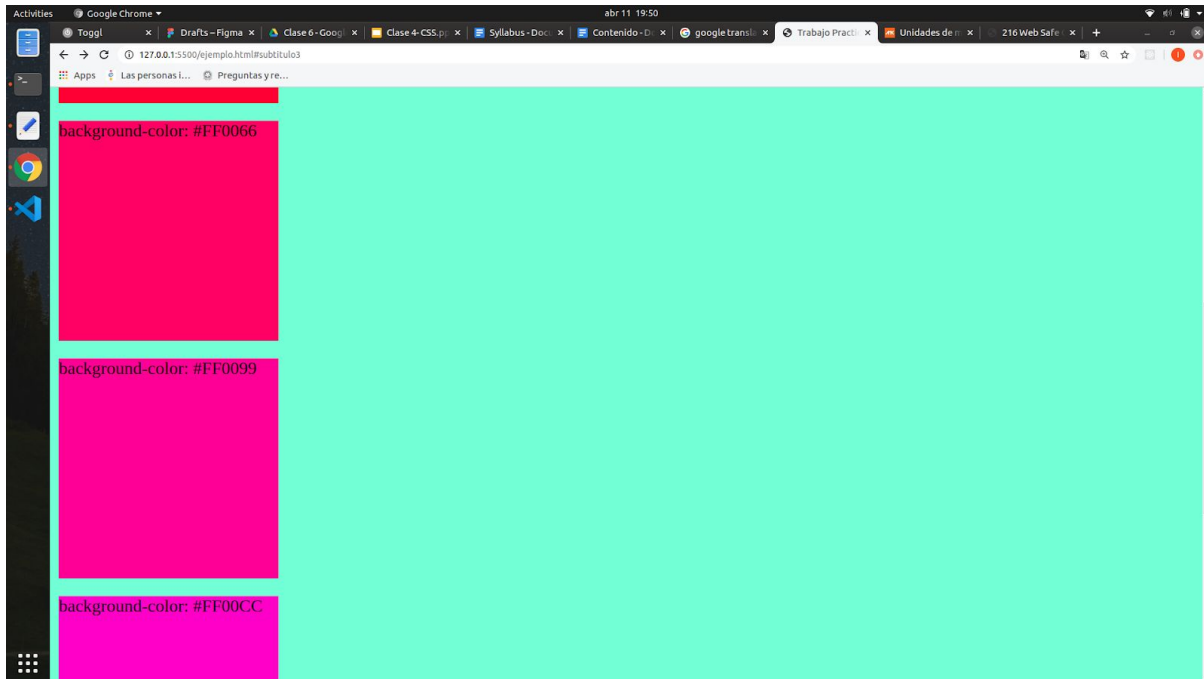 Activities Google Chrome abr 11 19:50
Toggl Drafts – Figma Clase 6 - Googl Clase 4- CSS.pp Syllabus - Docu Contenido - Do google transla Trabajo Practi Unidades de m 216 Web Safe
127.0.0.1:5500/ejemplo.html#subtitulo3
Apps Las personas i... Preguntas y re...
background-color: #FF0066
background-color: #FF0099
background-color: #FF00CC